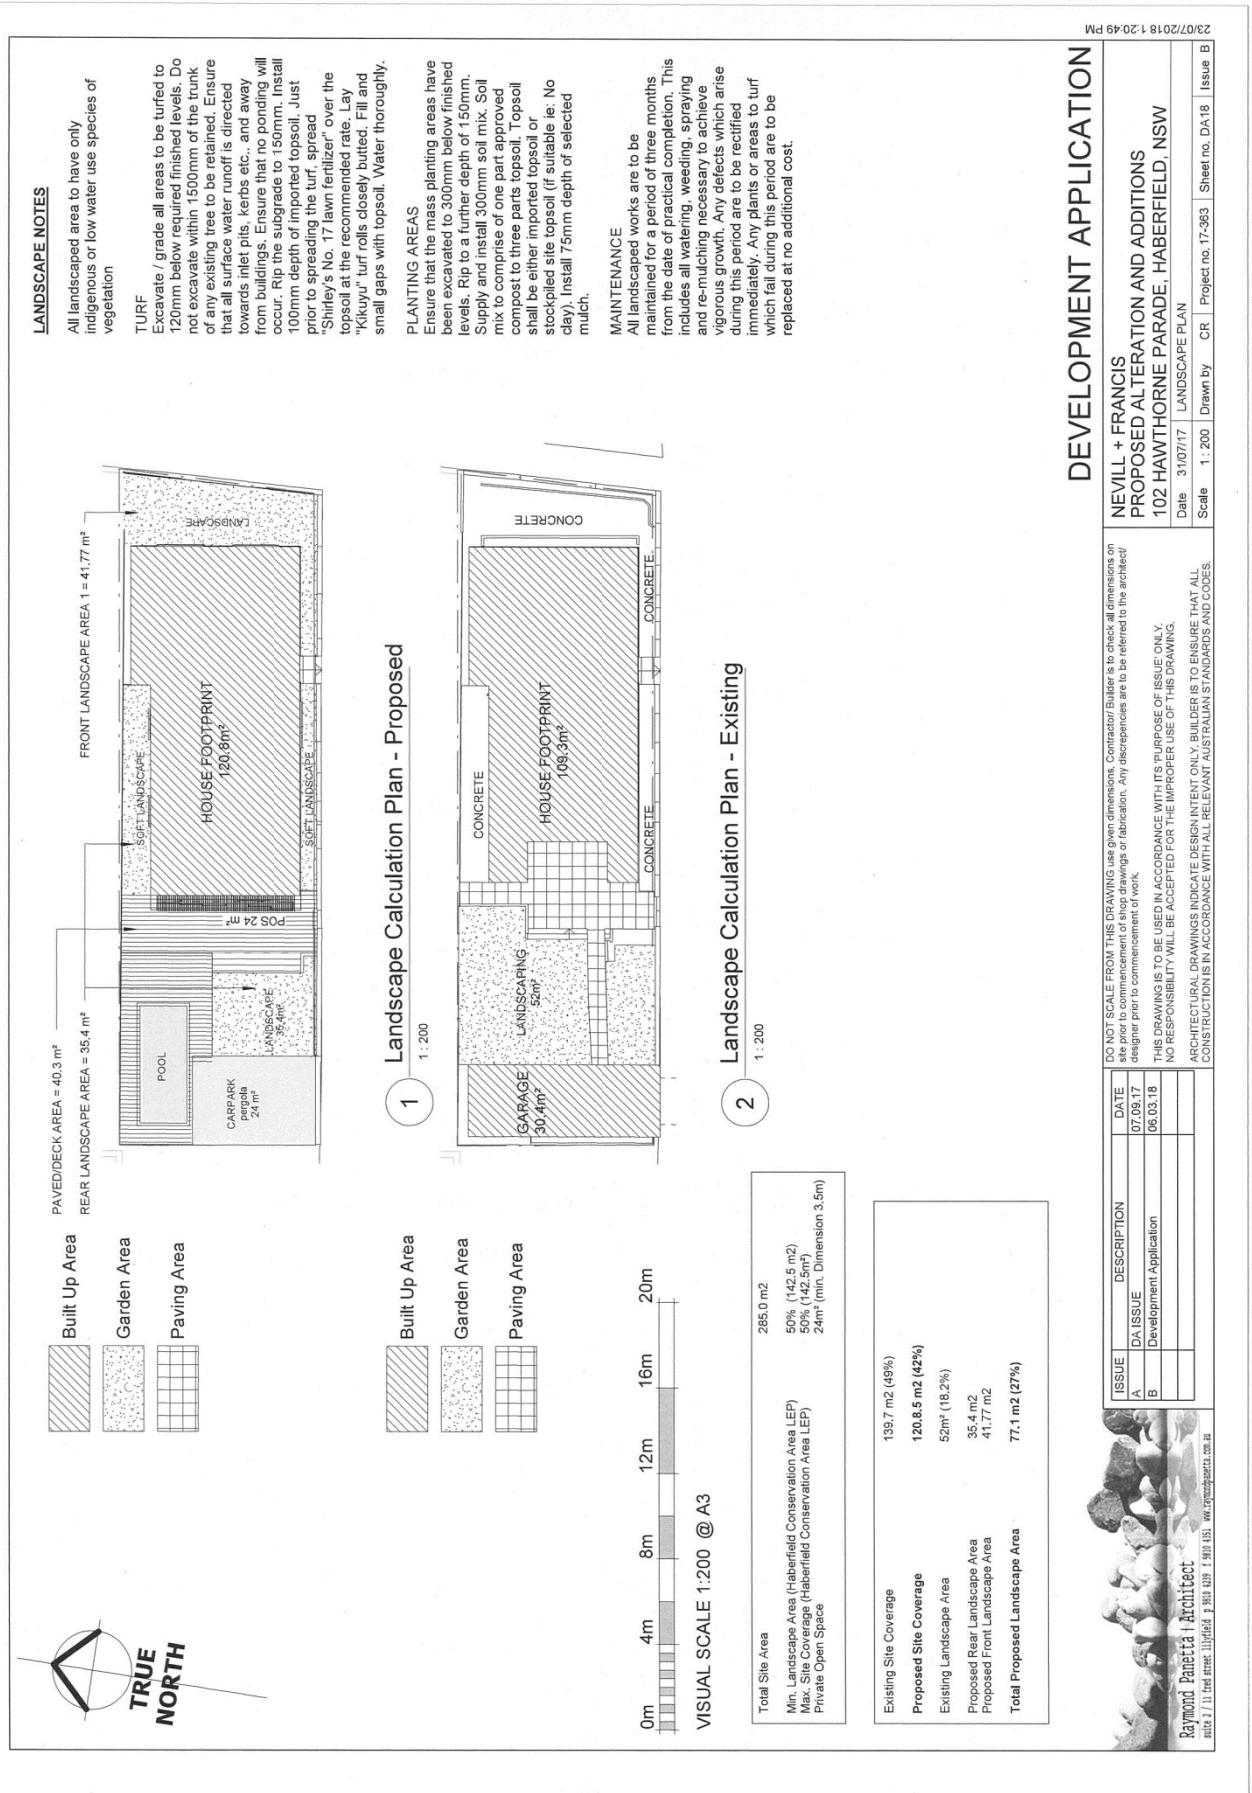 LANDSCAPE NOTES
All landscaped area to have only
indigenous or low water use species of
vegetation
TURF
Excavate / grade all areas to be turfed to
120mm below required finished levels. Do
not excavate within 1500mm of the trunk
of any existing tree to be retained. Ensure
that all surface water runoff is directed
towards inlet pits, kerbs etc., and away
from buildings. Ensure that no ponding will
occur. Rip the subgrade to 150mm. Install
100mm depth of imported topsoil. Just
prior to spreading the turf, spread
"Shirley's No. 17 lawn fertilizer" over the
topsoil at the recommended rate. Lay
"Kikuyu" turf rolls closely butted. Fill and
small gaps with topsoil. Water thoroughly.
PLANTING AREAS
Ensure that the mass planting areas have
been excavated to 300mm below finished
levels. Rip to a further depth of 150mm.
Supply and install 300mm soil mix. Soil
mix to comprise of one part approved
compost to three parts topsoil. Topsoil
shall be either imported topsoil or
stockpiled site topsoil (if suitable ie: No
clay). Install 75mm depth of selected
mulch.
MAINTENANCE
All landscaped works are to be
maintained for a period of three months
from the date of practical completion. This
includes all watering, weeding, spraying
and re-mulching necessary to achieve
vigorous growth. Any defects which arise
during this period are to be rectified
immediately. Any plants or areas to turf
which fail during this period are to be
replaced at no additional cost.
PAVED/DECK AREA = 40.3 m²
REAR LANDSCAPE AREA = 35.4 m²
FRONT LANDSCAPE AREA 1 = 41.77 m²
POOL
CARPARK
pergola
24 m²
LANDSCAPE
35.4m²
POS 24 m²
SOFT LANDSCAPE
SOFT LANDSCAPE
HOUSE FOOTPRINT
120.8m²
LANDSCAPE
1
Landscape Calculation Plan - Proposed
1 : 200
GARAGE
30.4m²
LANDSCAPING
52m²
CONCRETE
CONCRETE
HOUSE FOOTPRINT
109.3m²
CONCRETE
CONCRETE
2
Landscape Calculation Plan - Existing
1 : 200
Built Up Area
Garden Area
Paving Area
Built Up Area
Garden Area
Paving Area
TRUE
NORTH
0m 4m 8m 12m 16m 20m
VISUAL SCALE 1:200 @ A3
Total Site Area 285.0 m2
Min. Landscape Area (Haberfield Conservation Area LEP) 50% (142.5 m2)
Max. Site Coverage (Haberfield Conservation Area LEP) 50% (142.5m²)
Private Open Space 24m² (min. Dimension 3.5m)
Existing Site Coverage 139.7 m2 (49%)
Proposed Site Coverage 120.8.5 m2 (42%)
Existing Landscape Area 52m² (18.2%)
Proposed Rear Landscape Area 35.4 m2
Proposed Front Landscape Area 41.77 m2
Total Proposed Landscape Area 77.1 m2 (27%)
DEVELOPMENT APPLICATION
Raymond Panetta | Architect
suite 2 / 11 fred street lilyfield p 9810 4239 f 9810 4351 www.raymondpanetta.com.au
ISSUE DESCRIPTION DATE
A DA ISSUE 07.09.17
B Development Application 06.03.18
DO NOT SCALE FROM THIS DRAWING use given dimensions. Contractor/ Builder is to check all dimensions on
site prior to commencement of shop drawings or fabrication. Any discrepencies are to be referred to the architect/
designer prior to commencement of work.
THIS DRAWING IS TO BE USED IN ACCORDANCE WITH ITS 'PURPOSE OF ISSUE' ONLY.
NO RESPONSIBILITY WILL BE ACCEPTED FOR THE IMPROPER USE OF THIS DRAWING.
ARCHITECTURAL DRAWINGS INDICATE DESIGN INTENT ONLY. BUILDER IS TO ENSURE THAT ALL
CONSTRUCTION IS IN ACCORDANCE WITH ALL RELEVANT AUSTRALIAN STANDARDS AND CODES.
NEVILL + FRANCIS
PROPOSED ALTERATION AND ADDITIONS
102 HAWTHORNE PARADE, HABERFIELD, NSW
Date 31/07/17 LANDSCAPE PLAN
Scale 1 : 200 Drawn by CR Project no. 17-363 Sheet no. DA18 Issue B
23/07/2018 1:20:49 PM